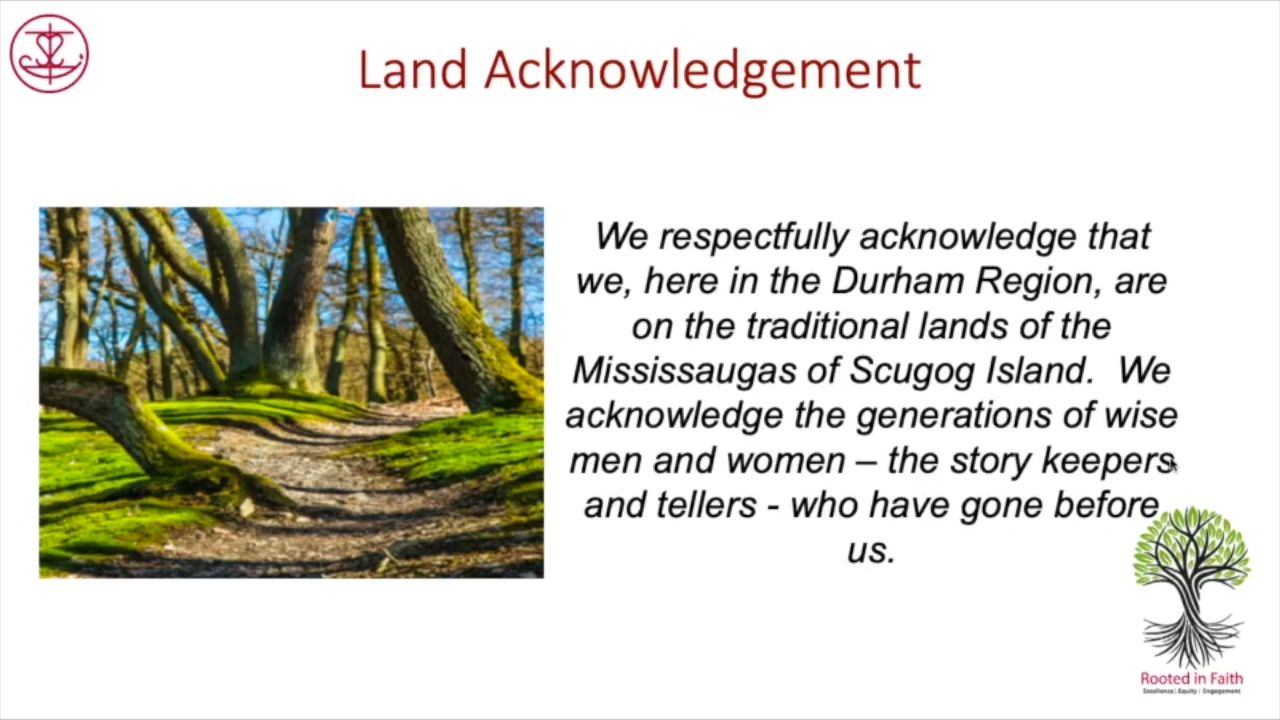 Land Acknowledgement
We respectfully acknowledge that
we, here in the Durham Region, are
on the traditional lands of the
Mississaugas of Scugog Island.  We
acknowledge the generations of wise
men and women – the story keepers
and tellers - who have gone before
us.
Rooted in Faith
Excellence | Equity | Engagement